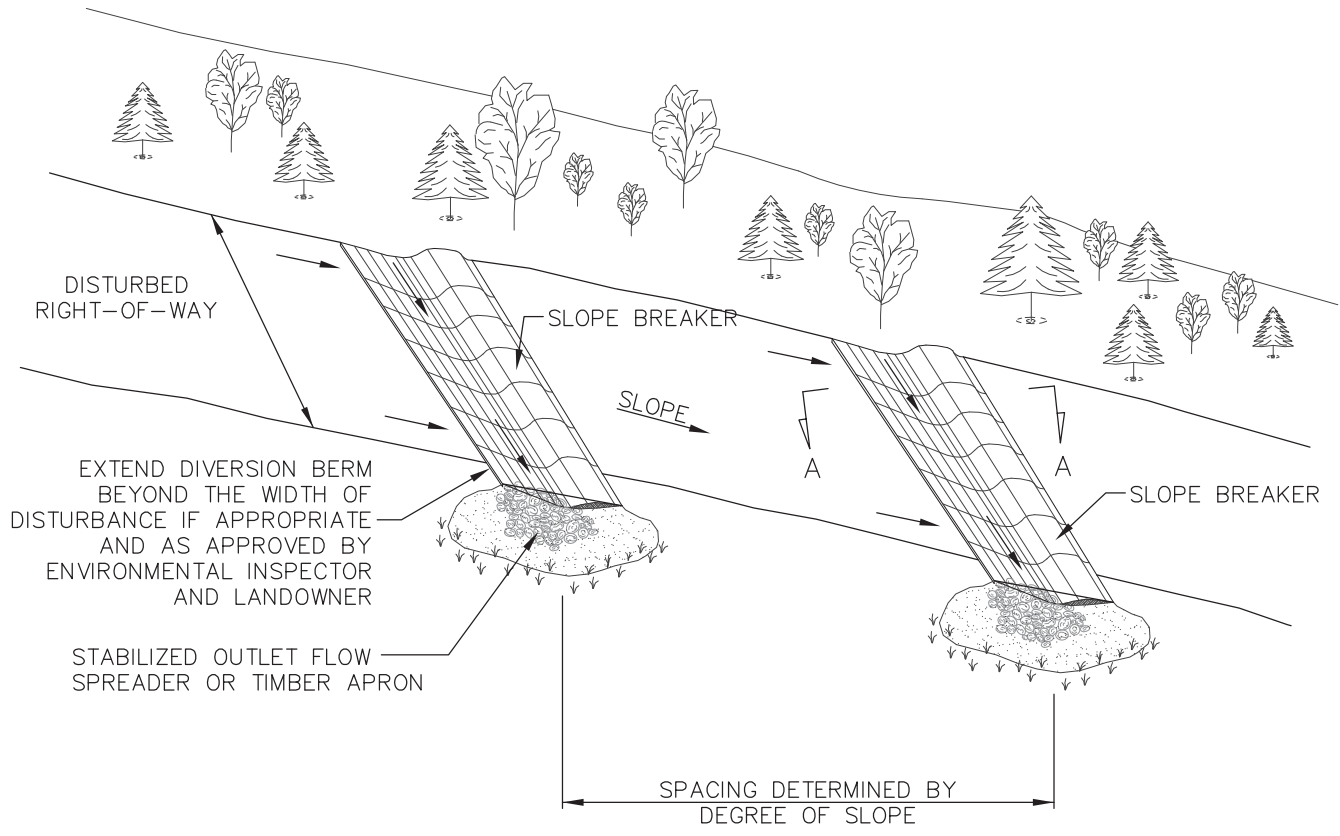 DISTURBED
RIGHT-OF-WAY
SLOPE BREAKER
SLOPE
A
A
SLOPE BREAKER
EXTEND DIVERSION BERM
BEYOND THE WIDTH OF
DISTURBANCE IF APPROPRIATE
AND AS APPROVED BY
ENVIRONMENTAL INSPECTOR
AND LANDOWNER
STABILIZED OUTLET FLOW
SPREADER OR TIMBER APRON
SPACING DETERMINED BY
DEGREE OF SLOPE